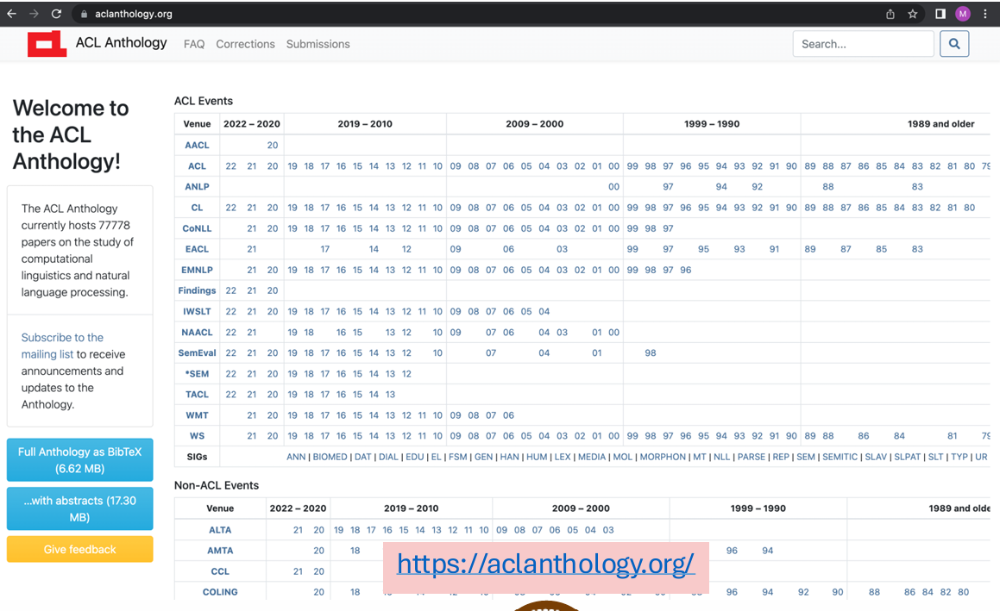 aclanthology.org
M
ACL Anthology FAQ Corrections Submissions Search...
Welcome to
the ACL
Anthology!
The ACL Anthology
currently hosts 77778
papers on the study of
computational
linguistics and natural
language processing.
Subscribe to the
mailing list to receive
announcements and
updates to the
Anthology.
Full Anthology as BibTeX
(6.62 MB)
...with abstracts (17.30
MB)
Give feedback
ACL Events
Venue 2022 – 2020 2019 – 2010 2009 – 2000 1999 – 1990 1989 and older
AACL 20
ACL 22 21 20 19 18 17 16 15 14 13 12 11 10 09 08 07 06 05 04 03 02 01 00 99 98 97 96 95 94 93 92 91 90 89 88 87 86 85 84 83 82 81 80 79
ANLP 00 97 94 92 88 83
CL 22 21 20 19 18 17 16 15 14 13 12 11 10 09 08 07 06 05 04 03 02 01 00 99 98 97 96 95 94 93 92 91 90 89 88 87 86 85 84 83 82 81 80
CoNLL 21 20 19 18 17 16 15 14 13 12 11 10 09 08 07 06 05 04 03 02 01 00 99 98 97
EACL 21 17 14 12 09 06 03 99 97 95 93 91 89 87 85 83
EMNLP 21 20 19 18 17 16 15 14 13 12 11 10 09 08 07 06 05 04 03 02 01 00 99 98 97 96
Findings 22 21 20
IWSLT 22 21 20 19 18 17 16 15 14 13 12 11 10 09 08 07 06 05 04
NAACL 22 21 19 18 16 15 13 12 10 09 07 06 04 03 01 00
SemEval 22 21 20 19 18 17 16 15 14 13 12 10 07 04 01 98
*SEM 22 21 20 19 18 17 16 15 14 13 12
TACL 22 21 20 19 18 17 16 15 14 13
WMT 21 20 19 18 17 16 15 14 13 12 11 10 09 08 07 06
WS 21 20 19 18 17 16 15 14 13 12 11 10 09 08 07 06 05 04 03 02 01 00 99 98 97 96 95 94 93 92 91 90 89 88 86 84 81 79
SIGs ANN | BIOMED | DAT | DIAL | EDU | EL | FSM | GEN | HAN | HUM | LEX | MEDIA | MOL | MORPHON | MT | NLL | PARSE | REP | SEM | SEMITIC | SLAV | SLPAT | SLT | TYP | UR
Non-ACL Events
Venue 2022 – 2020 2019 – 2010 2009 – 2000 1999 – 1990 1989 and olde
ALTA 21 20 19 18 17 16 15 14 13 12 11 10 09 08 07 06 05 04 03
AMTA 20 18 96 94
CCL 21 20
COLING 20 18 96 94 92 90 88 86 84 82 80
https://aclanthology.org/